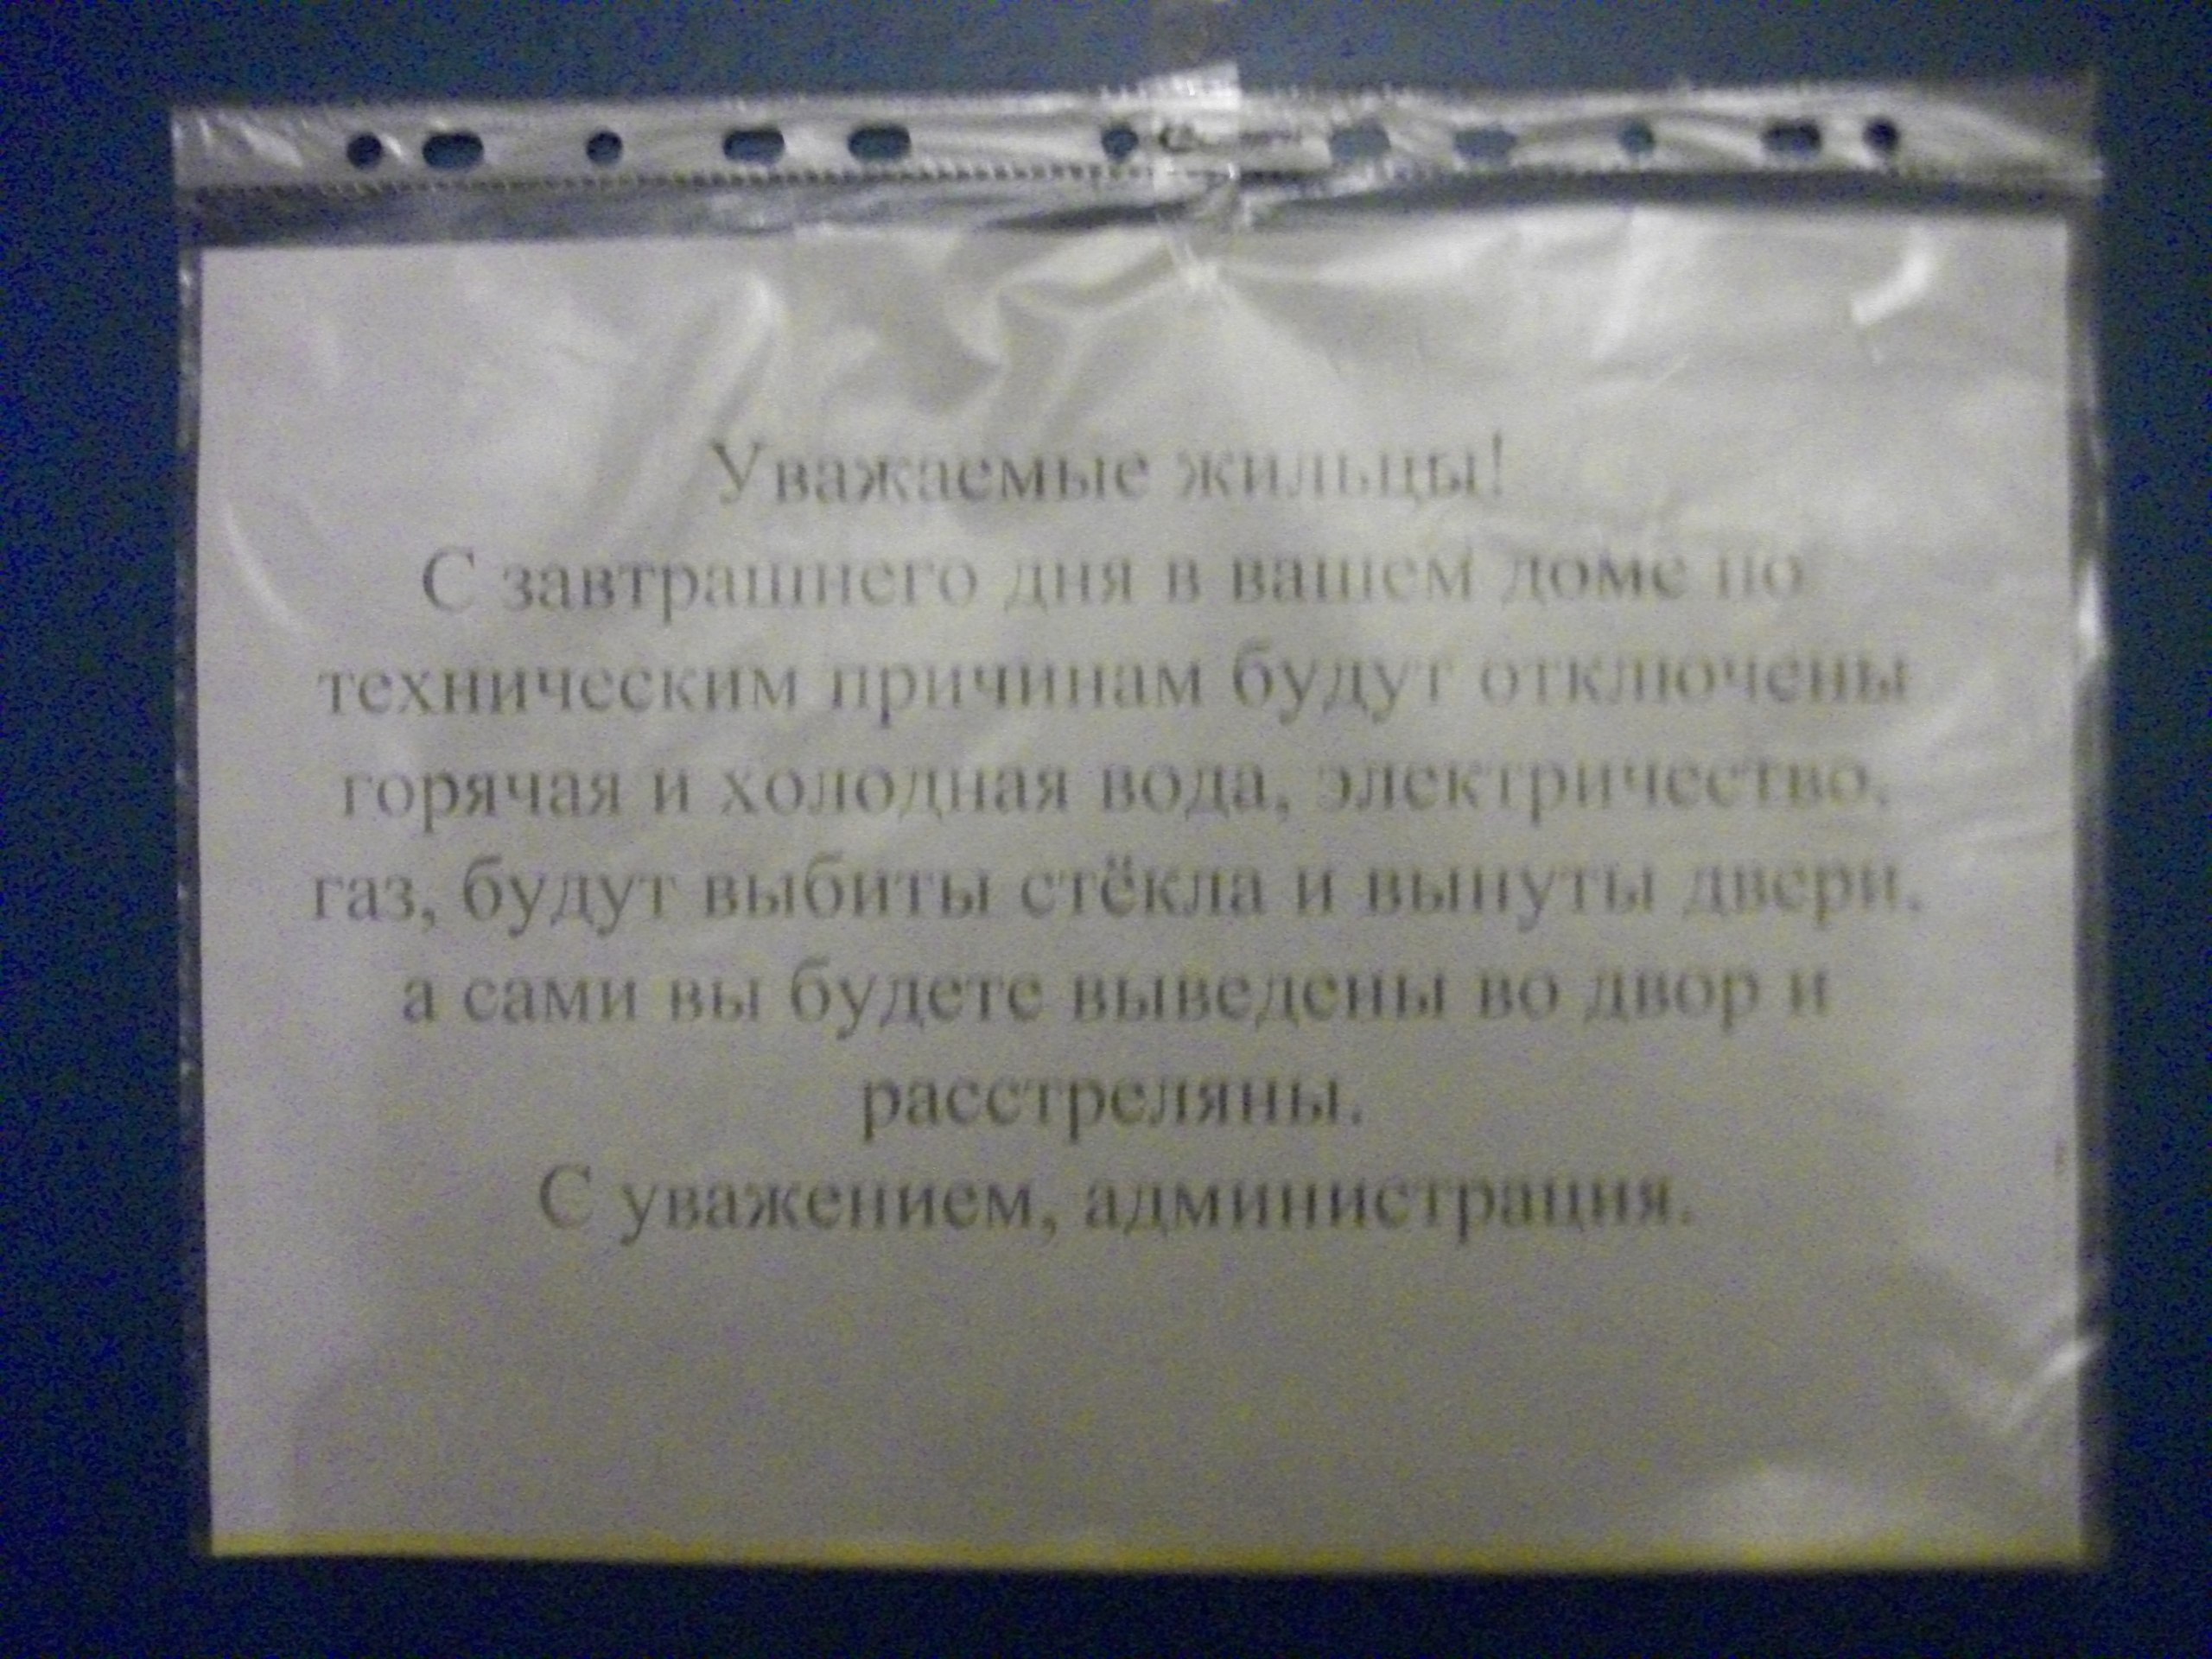 Уважаемые жильцы!
С завтрашнего дня в вашем доме по
техническим причинам будут отключены
горячая и холодная вода, электричество,
газ, будут выбиты стёкла и вынуты двери,
а сами вы будете выведены во двор и
расстреляны.
С уважением, администрация.